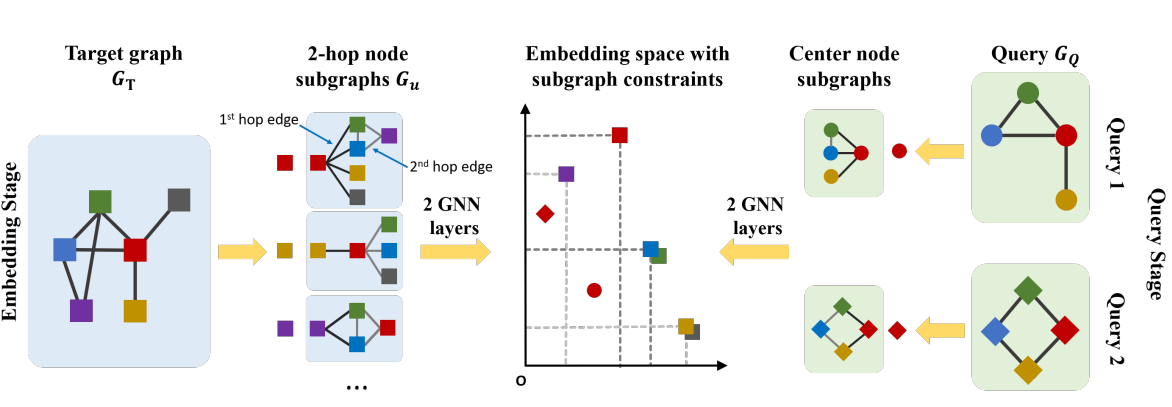 Target graph
G_T
2-hop node
subgraphs G_u
Embedding space with
subgraph constraints
Center node
subgraphs
Query G_Q
1st hop edge
2nd hop edge
Embedding Stage
2 GNN
layers
2 GNN
layers
Query 1
Query 2
Query Stage
O
...